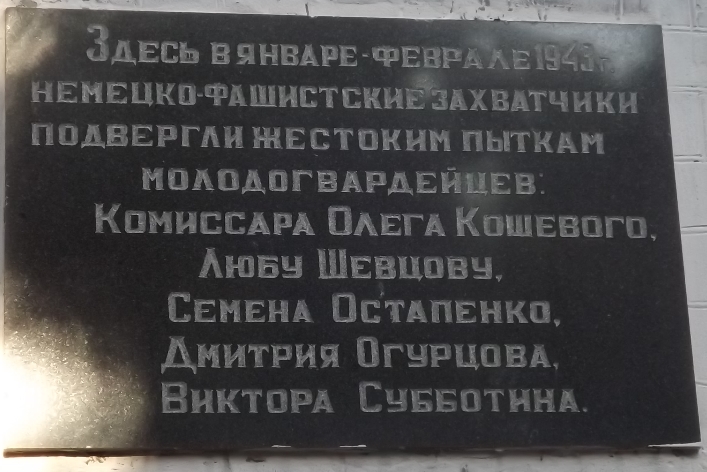 Здесь в январе-феврале 1943 г.
немецко-фашистские захватчики
подвергли жестоким пыткам
молодогвардейцев:
Комиссара Олега Кошевого,
Любу Шевцову,
Семена Остапенко,
Дмитрия Огурцова,
Виктора Субботина.